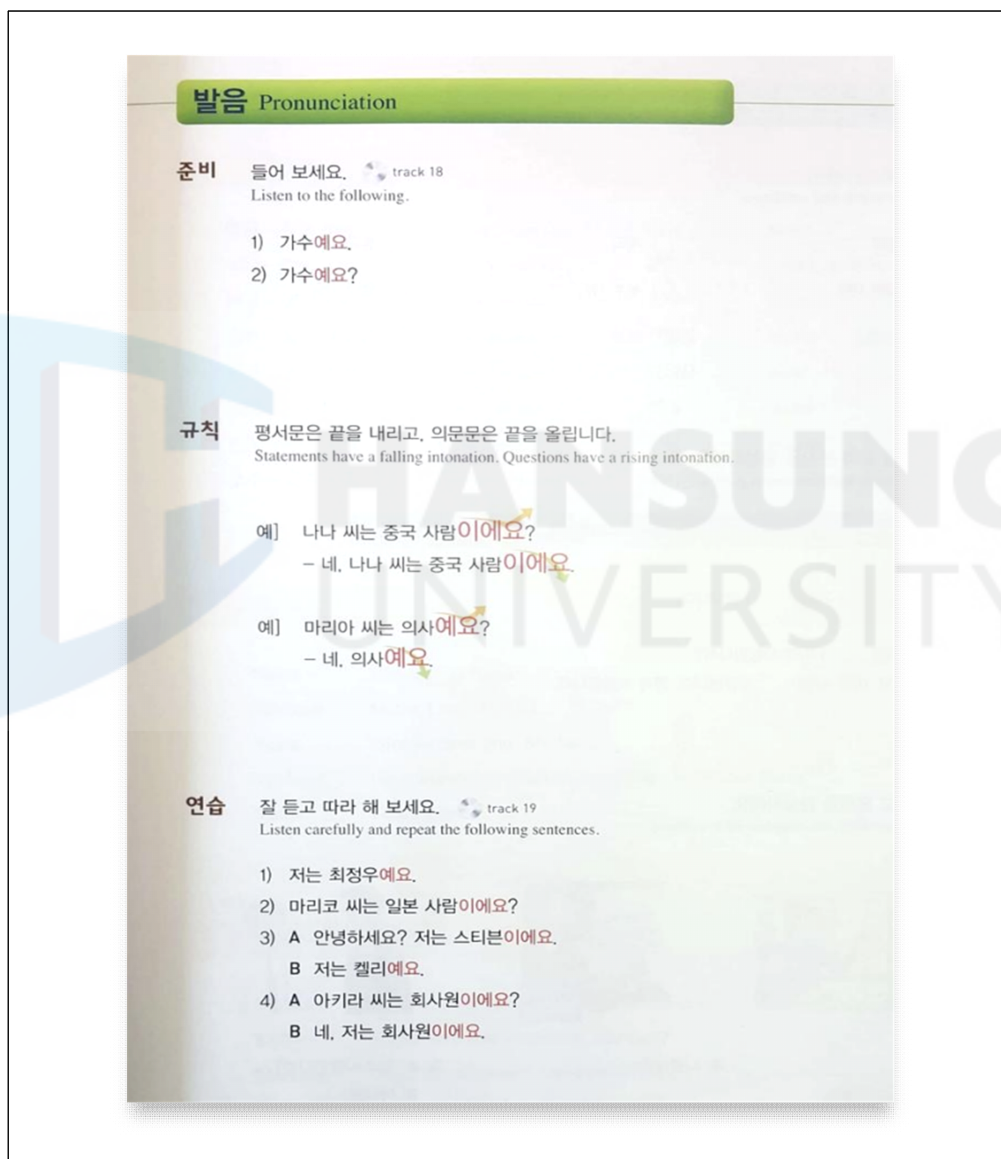 발음 Pronunciation
준비 들어 보세요. track 18
Listen to the following.
1) 가수예요.
2) 가수예요?
규칙 평서문은 끝을 내리고, 의문문은 끝을 올립니다.
Statements have a falling intonation. Questions have a rising intonation.
예] 나나 씨는 중국 사람이에요?
– 네, 나나 씨는 중국 사람이에요.
예] 마리아 씨는 의사예요?
– 네, 의사예요.
연습 잘 듣고 따라 해 보세요. track 19
Listen carefully and repeat the following sentences.
1) 저는 최정우예요.
2) 마리코 씨는 일본 사람이에요?
3) A 안녕하세요? 저는 스티븐이에요.
B 저는 켈리예요.
4) A 아키라 씨는 회사원이에요?
B 네, 저는 회사원이에요.
HANSUNG
UNIVERSITY